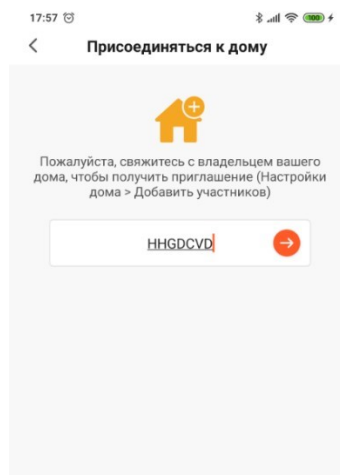 17:57
100
Присоединяться к дому
Пожалуйста, свяжитесь с владельцем вашего
дома, чтобы получить приглашение (Настройки
дома > Добавить участников)
HHGDCVD